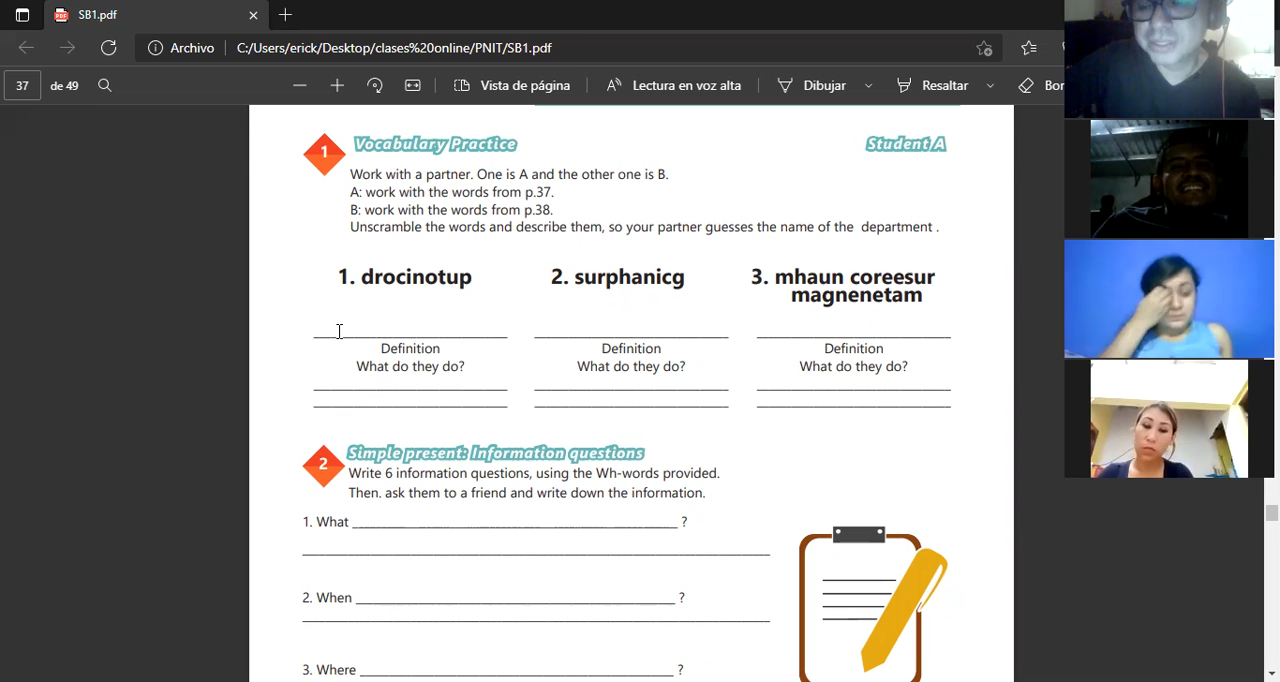 SB1.pdf
Archivo C:/Users/erick/Desktop/clases%20online/PNIT/SB1.pdf
37 de 49 Vista de página Lectura en voz alta Dibujar Resaltar Bor
1 Vocabulary Practice Student A
Work with a partner. One is A and the other one is B.
A: work with the words from p.37.
B: work with the words from p.38.
Unscramble the words and describe them, so your partner guesses the name of the department .
1. drocinotup 2. surphanicg 3. mhaun coreesur
magnenetam
Definition Definition Definition
What do they do? What do they do? What do they do?
2 Simple present: Information questions
Write 6 information questions, using the Wh-words provided.
Then. ask them to a friend and write down the information.
1. What ?
2. When ?
3. Where ?